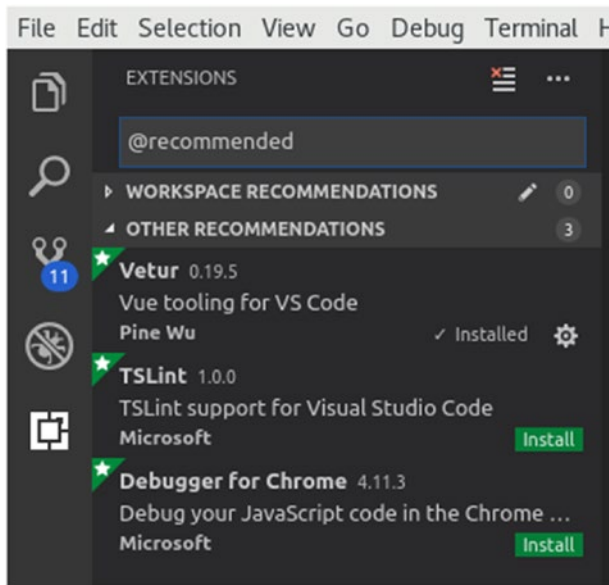 File Edit Selection View Go Debug Terminal H
EXTENSIONS
@recommended
WORKSPACE RECOMMENDATIONS 0
OTHER RECOMMENDATIONS 3
11
Vetur 0.19.5
Vue tooling for VS Code
Pine Wu ✓ Installed
TSLint 1.0.0
TSLint support for Visual Studio Code
Microsoft Install
Debugger for Chrome 4.11.3
Debug your JavaScript code in the Chrome ...
Microsoft Install